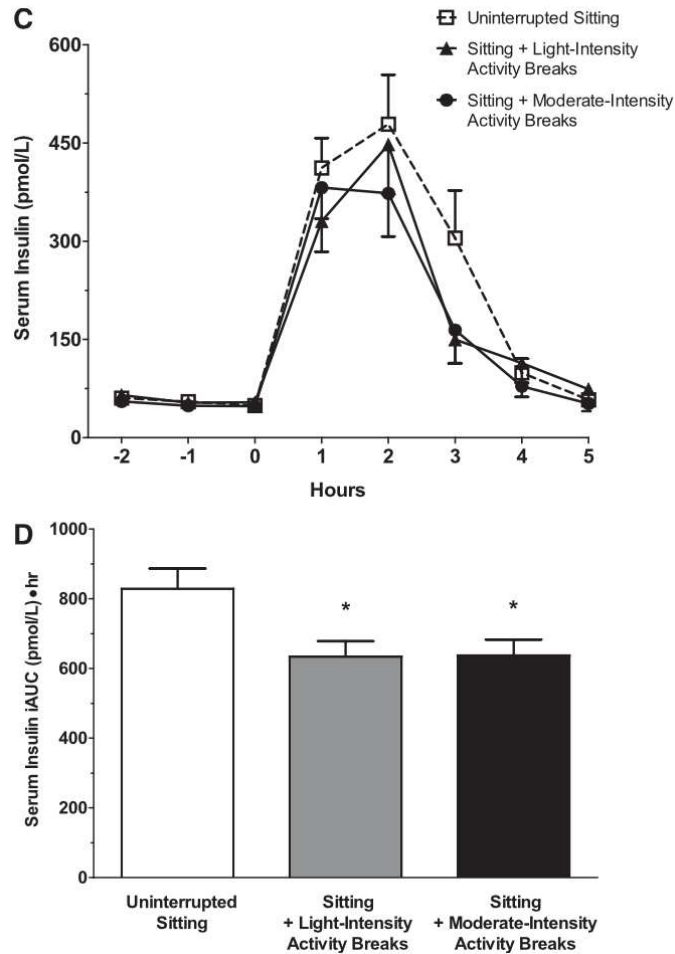 C
Uninterrupted Sitting
Sitting + Light-Intensity
Activity Breaks
Sitting + Moderate-Intensity
Activity Breaks
Serum Insulin (pmol/L)
600
450
300
150
0
-2 -1 0 1 2 3 4 5
Hours
D
Serum Insulin iAUC (pmol/L)•hr
1000
800
600
400
200
0
* *
Uninterrupted
Sitting
Sitting
+ Light-Intensity
Activity Breaks
Sitting
+ Moderate-Intensity
Activity Breaks